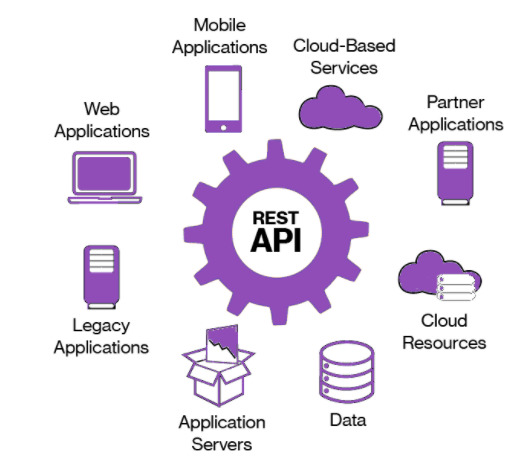 Mobile
Applications
Cloud-Based
Services
Web
Applications
Partner
Applications
REST
API
Legacy
Applications
Cloud
Resources
Application
Servers
Data